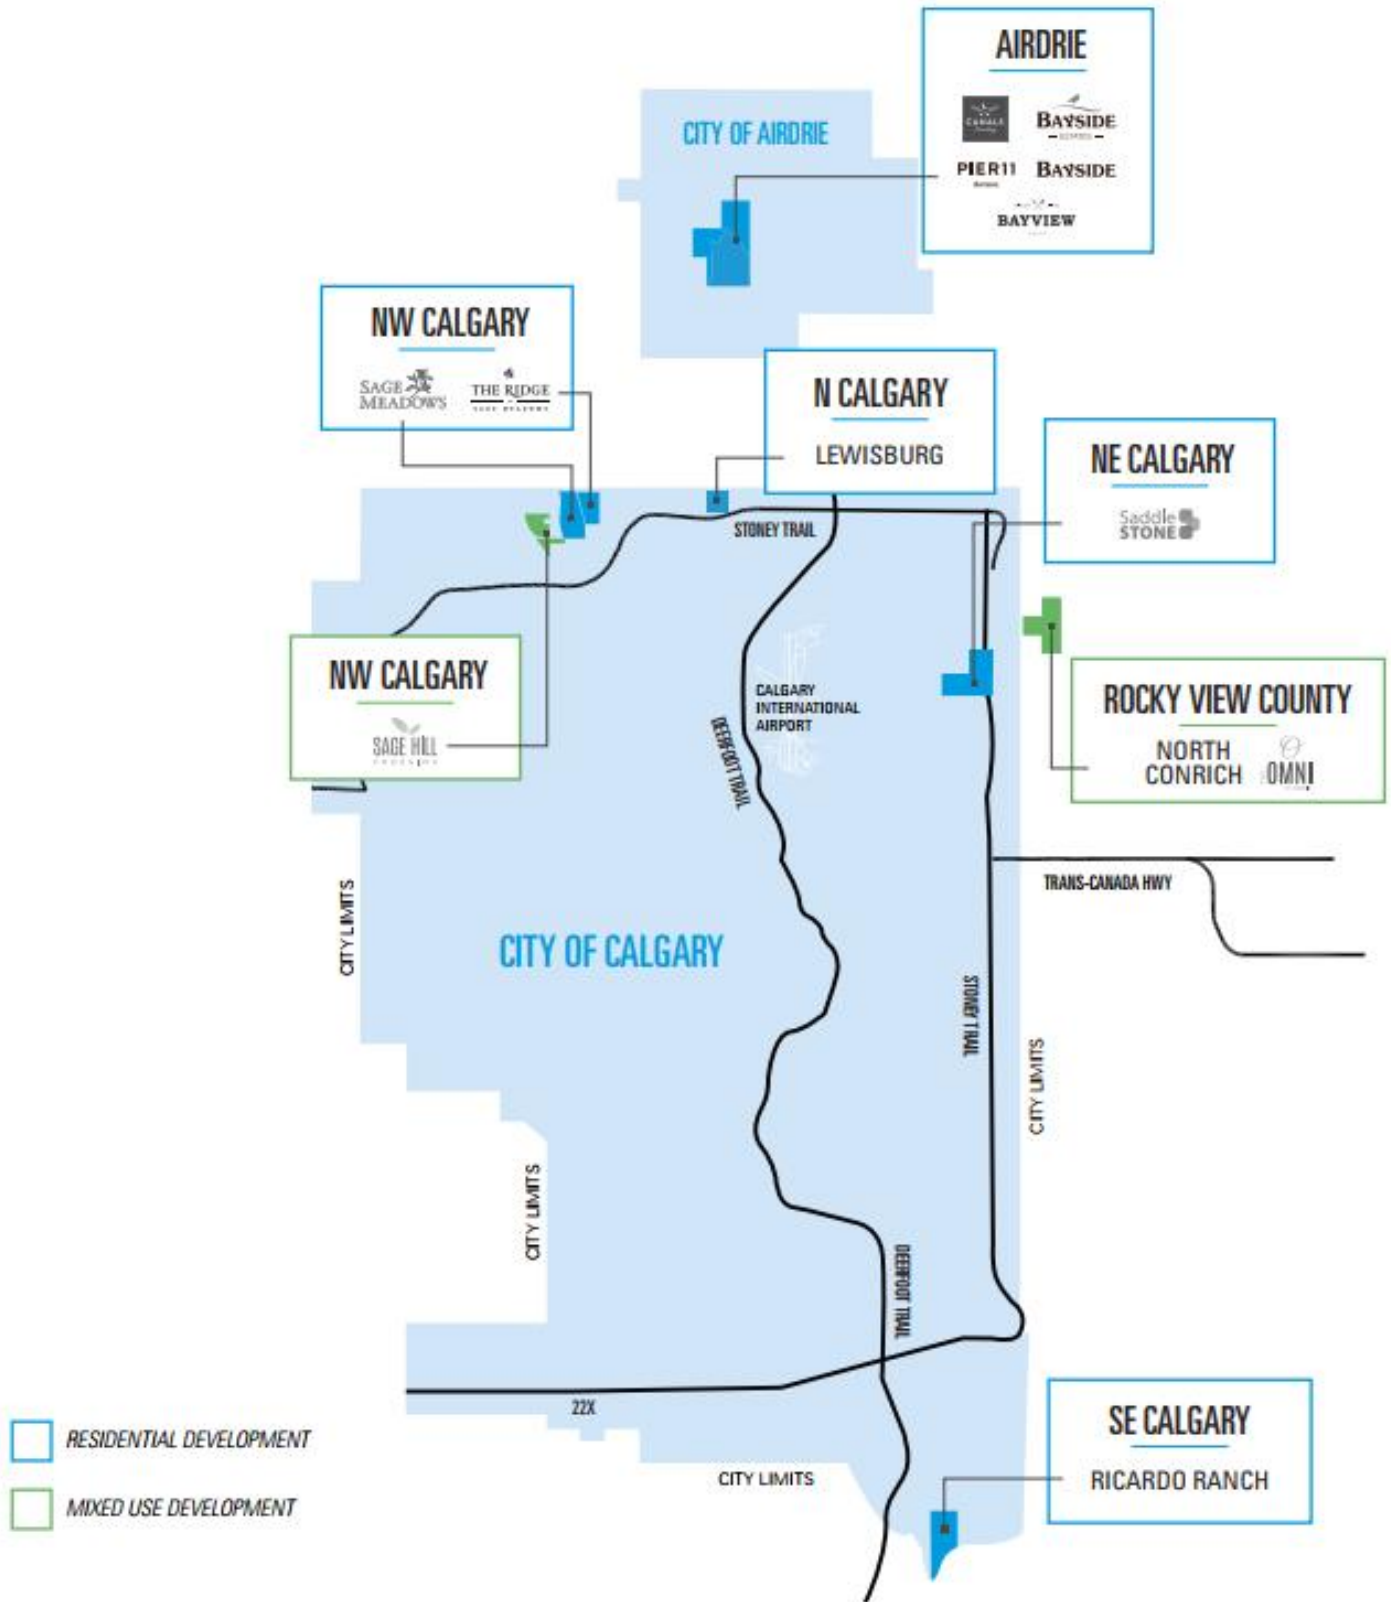 AIRDRIE
CANALS
BAYSIDE
PIER11
BAYSIDE
BAYVIEW
CITY OF AIRDRIE
NW CALGARY
SAGE
MEADOWS
THE RIDGE
N CALGARY
LEWISBURG
NE CALGARY
Saddle
STONE
STONEY TRAIL
NW CALGARY
SAGE HILL
CROSSING
CALGARY
INTERNATIONAL
AIRPORT
DEERFOOT TRAIL
ROCKY VIEW COUNTY
NORTH
CONRICH
OMNI
TRANS-CANADA HWY
CITY LIMITS
CITY OF CALGARY
STONEY TRAIL
CITY LIMITS
CITY LIMITS
DEERFOOT TRAIL
22X
SE CALGARY
RICARDO RANCH
RESIDENTIAL DEVELOPMENT
CITY LIMITS
MIXED USE DEVELOPMENT